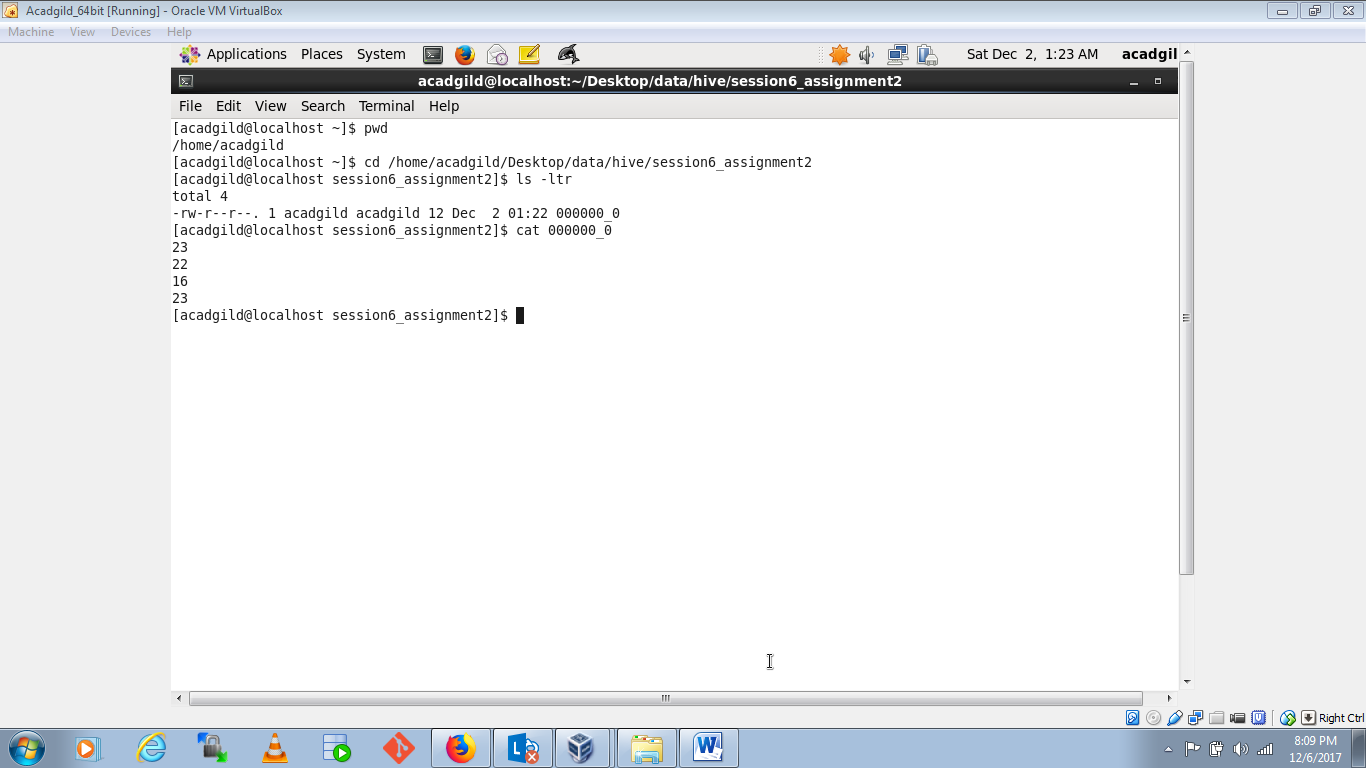 Acadgild_64bit [Running] - Oracle VM VirtualBox
Machine View Devices Help
Applications Places System Sat Dec 2, 1:23 AM acadgil
acadgild@localhost:~/Desktop/data/hive/session6_assignment2
File Edit View Search Terminal Help
[acadgild@localhost ~]$ pwd
/home/acadgild
[acadgild@localhost ~]$ cd /home/acadgild/Desktop/data/hive/session6_assignment2
[acadgild@localhost session6_assignment2]$ ls -ltr
total 4
-rw-r--r--. 1 acadgild acadgild 12 Dec  2 01:22 000000_0
[acadgild@localhost session6_assignment2]$ cat 000000_0
23
22
16
23
[acadgild@localhost session6_assignment2]$
Right Ctrl
8:09 PM
12/6/2017